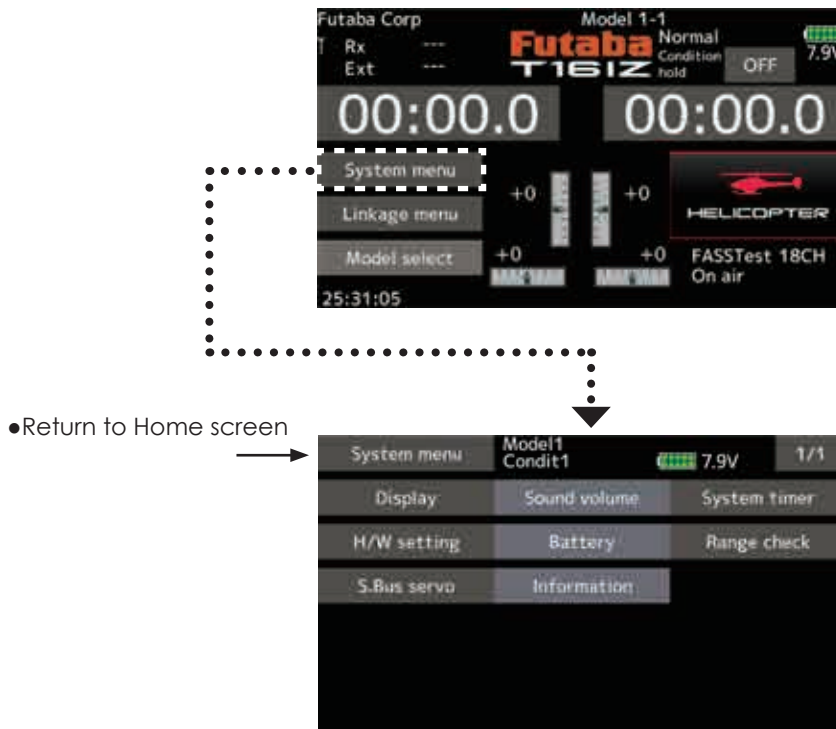 Futaba Corp Model 1-1
Rx ---
Ext ---
Futaba
T16IZ
Normal
Condition
hold
OFF
7.9V
00:00.0 00:00.0
System menu
+0 +0
Linkage menu
HELICOPTER
Model select
+0 +0
FASSTest 18CH
On air
25:31:05
●Return to Home screen
System menu
Model1
Condit1
7.9V
1/1
Display Sound volume System timer
H/W setting Battery Range check
S.Bus servo Information